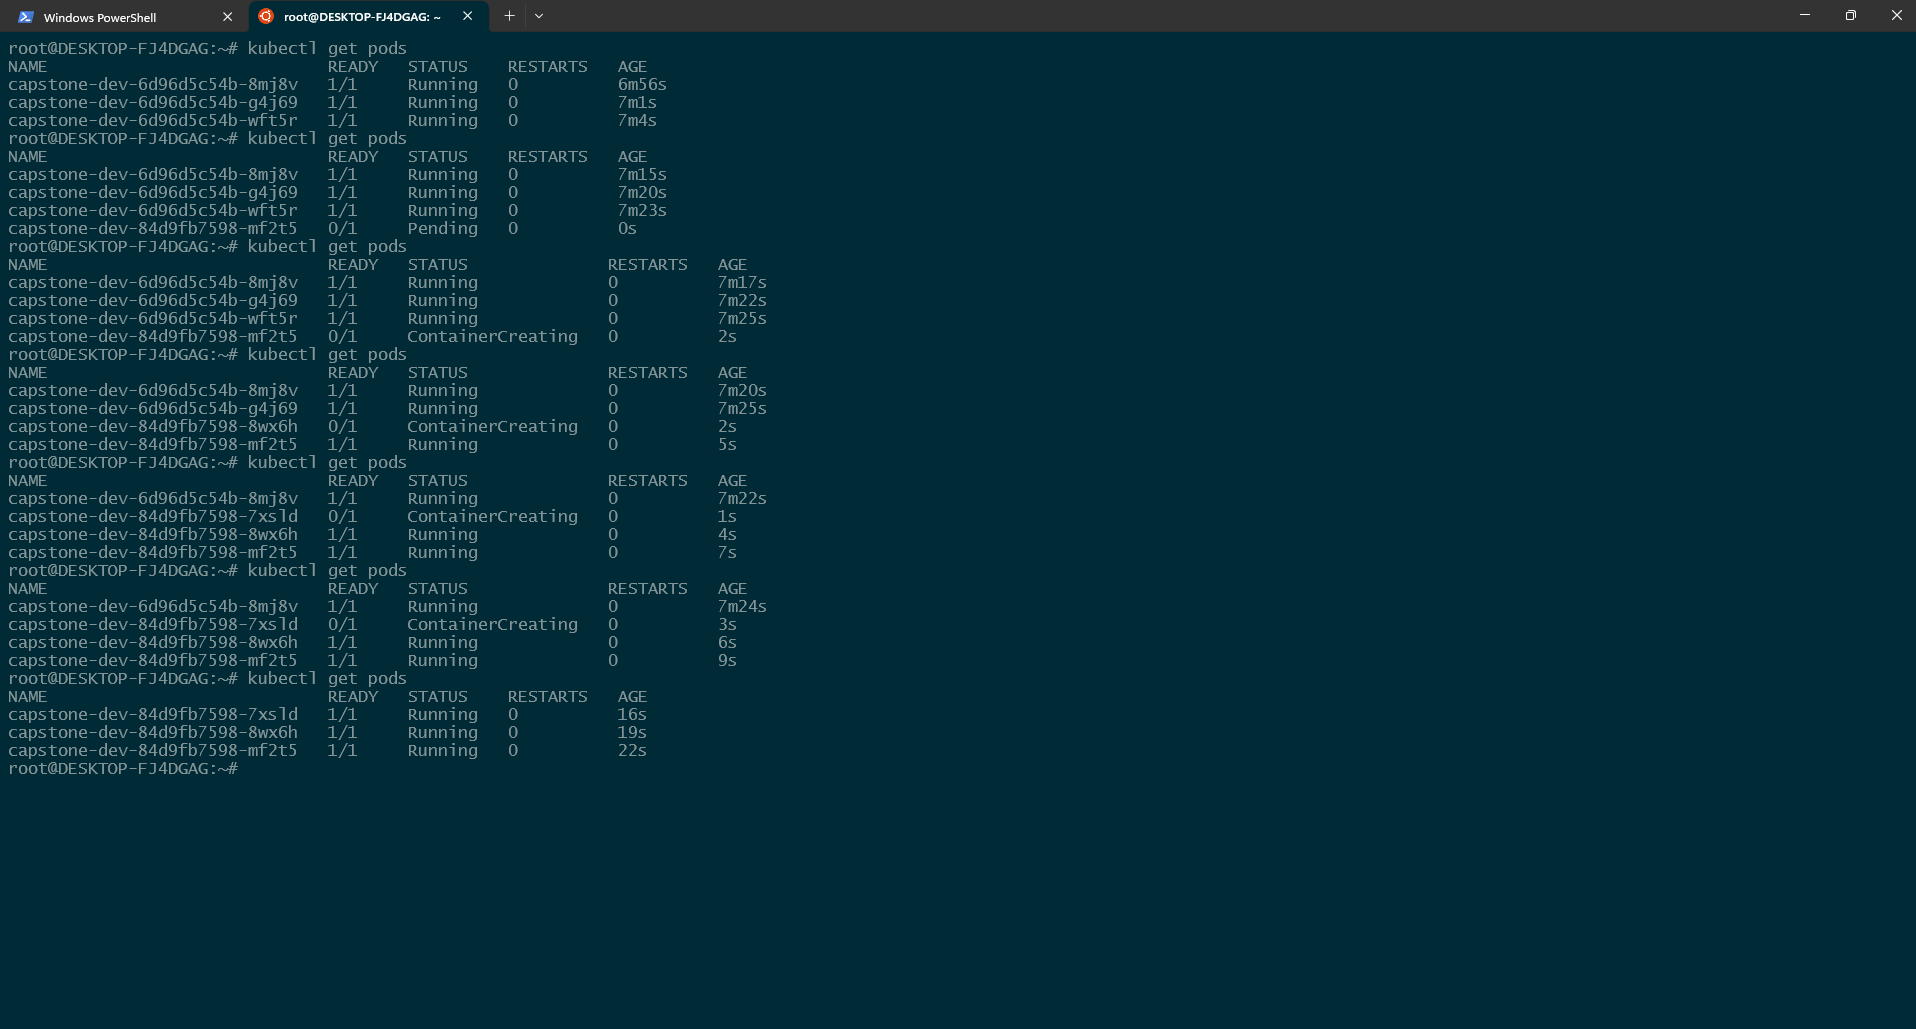 Windows PowerShell
root@DESKTOP-FJ4DGAG: ~
root@DESKTOP-FJ4DGAG:~# kubectl get pods
NAME READY STATUS RESTARTS AGE
capstone-dev-6d96d5c54b-8mj8v 1/1 Running 0 6m56s
capstone-dev-6d96d5c54b-g4j69 1/1 Running 0 7m1s
capstone-dev-6d96d5c54b-wft5r 1/1 Running 0 7m4s
root@DESKTOP-FJ4DGAG:~# kubectl get pods
NAME READY STATUS RESTARTS AGE
capstone-dev-6d96d5c54b-8mj8v 1/1 Running 0 7m15s
capstone-dev-6d96d5c54b-g4j69 1/1 Running 0 7m20s
capstone-dev-6d96d5c54b-wft5r 1/1 Running 0 7m23s
capstone-dev-84d9fb7598-mf2t5 0/1 Pending 0 0s
root@DESKTOP-FJ4DGAG:~# kubectl get pods
NAME READY STATUS RESTARTS AGE
capstone-dev-6d96d5c54b-8mj8v 1/1 Running 0 7m17s
capstone-dev-6d96d5c54b-g4j69 1/1 Running 0 7m22s
capstone-dev-6d96d5c54b-wft5r 1/1 Running 0 7m25s
capstone-dev-84d9fb7598-mf2t5 0/1 ContainerCreating 0 2s
root@DESKTOP-FJ4DGAG:~# kubectl get pods
NAME READY STATUS RESTARTS AGE
capstone-dev-6d96d5c54b-8mj8v 1/1 Running 0 7m20s
capstone-dev-6d96d5c54b-g4j69 1/1 Running 0 7m25s
capstone-dev-84d9fb7598-8wx6h 0/1 ContainerCreating 0 2s
capstone-dev-84d9fb7598-mf2t5 1/1 Running 0 5s
root@DESKTOP-FJ4DGAG:~# kubectl get pods
NAME READY STATUS RESTARTS AGE
capstone-dev-6d96d5c54b-8mj8v 1/1 Running 0 7m22s
capstone-dev-84d9fb7598-7xsld 0/1 ContainerCreating 0 1s
capstone-dev-84d9fb7598-8wx6h 1/1 Running 0 4s
capstone-dev-84d9fb7598-mf2t5 1/1 Running 0 7s
root@DESKTOP-FJ4DGAG:~# kubectl get pods
NAME READY STATUS RESTARTS AGE
capstone-dev-6d96d5c54b-8mj8v 1/1 Running 0 7m24s
capstone-dev-84d9fb7598-7xsld 0/1 ContainerCreating 0 3s
capstone-dev-84d9fb7598-8wx6h 1/1 Running 0 6s
capstone-dev-84d9fb7598-mf2t5 1/1 Running 0 9s
root@DESKTOP-FJ4DGAG:~# kubectl get pods
NAME READY STATUS RESTARTS AGE
capstone-dev-84d9fb7598-7xsld 1/1 Running 0 16s
capstone-dev-84d9fb7598-8wx6h 1/1 Running 0 19s
capstone-dev-84d9fb7598-mf2t5 1/1 Running 0 22s
root@DESKTOP-FJ4DGAG:~#